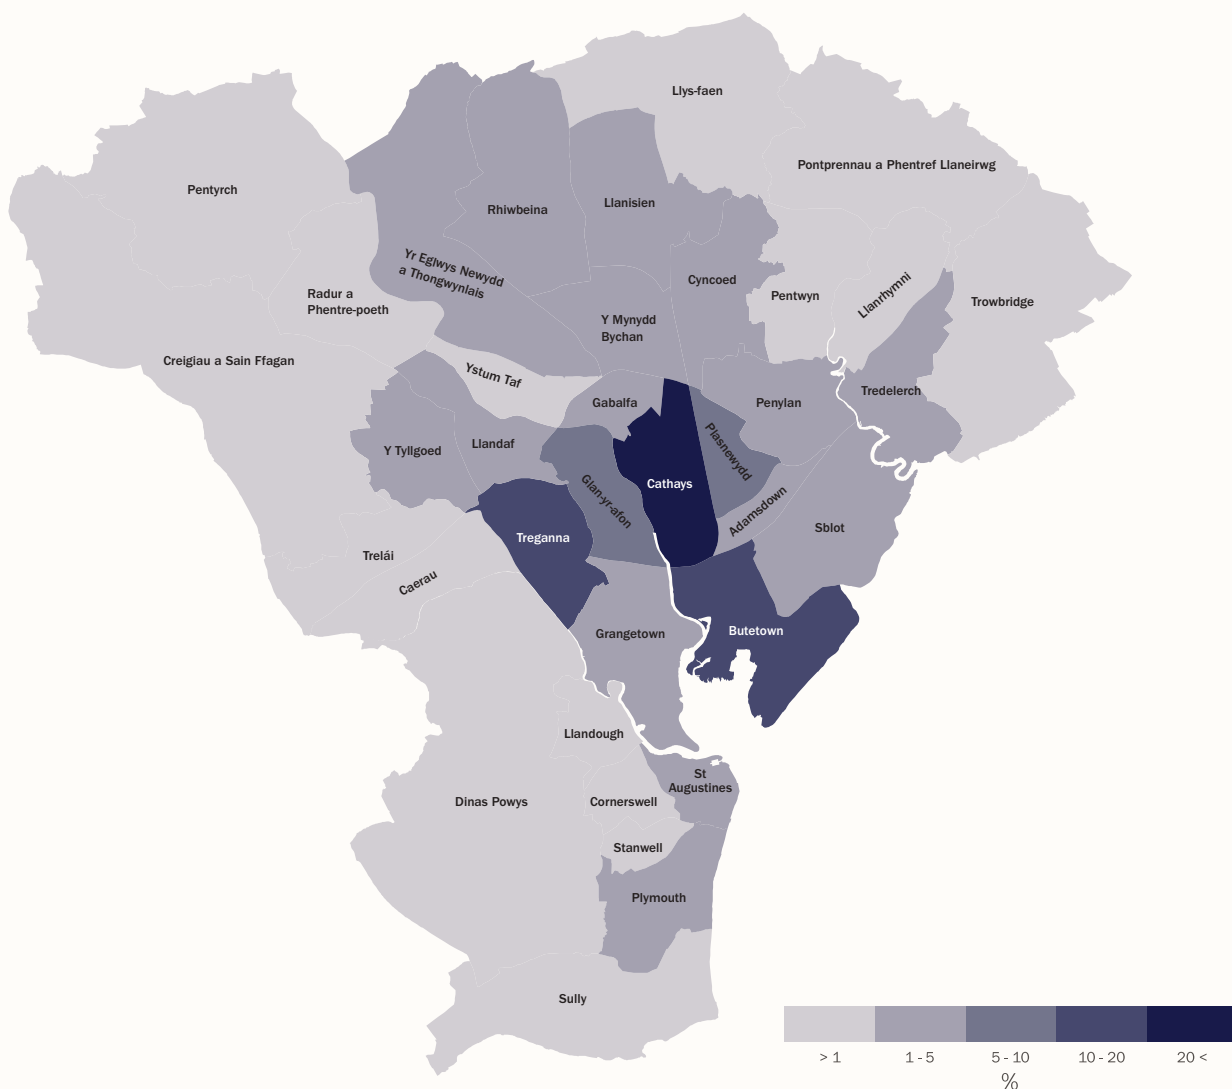 Llys-faen
Pontprennau a Phentref Llaneirwg
Pentyrch
Rhiwbeina
Llanisien
Yr Eglwys Newydd
a Thongwynlais
Cyncoed
Pentwyn
Llanrhymni
Trowbridge
Radur a
Phentre-poeth
Y Mynydd
Bychan
Creigiau a Sain Ffagan
Ystum Taf
Gabalfa
Penylan
Tredelerch
Y Tyllgoed
Llandaf
Plasnewydd
Glan-yr-afon
Cathays
Adamsdown
Sblot
Treganna
Trelái
Caerau
Grangetown
Butetown
Llandough
St
Augustines
Dinas Powys
Cornerswell
Stanwell
Plymouth
Sully
> 1
1 - 5
5 - 10
10 - 20
20 <
%